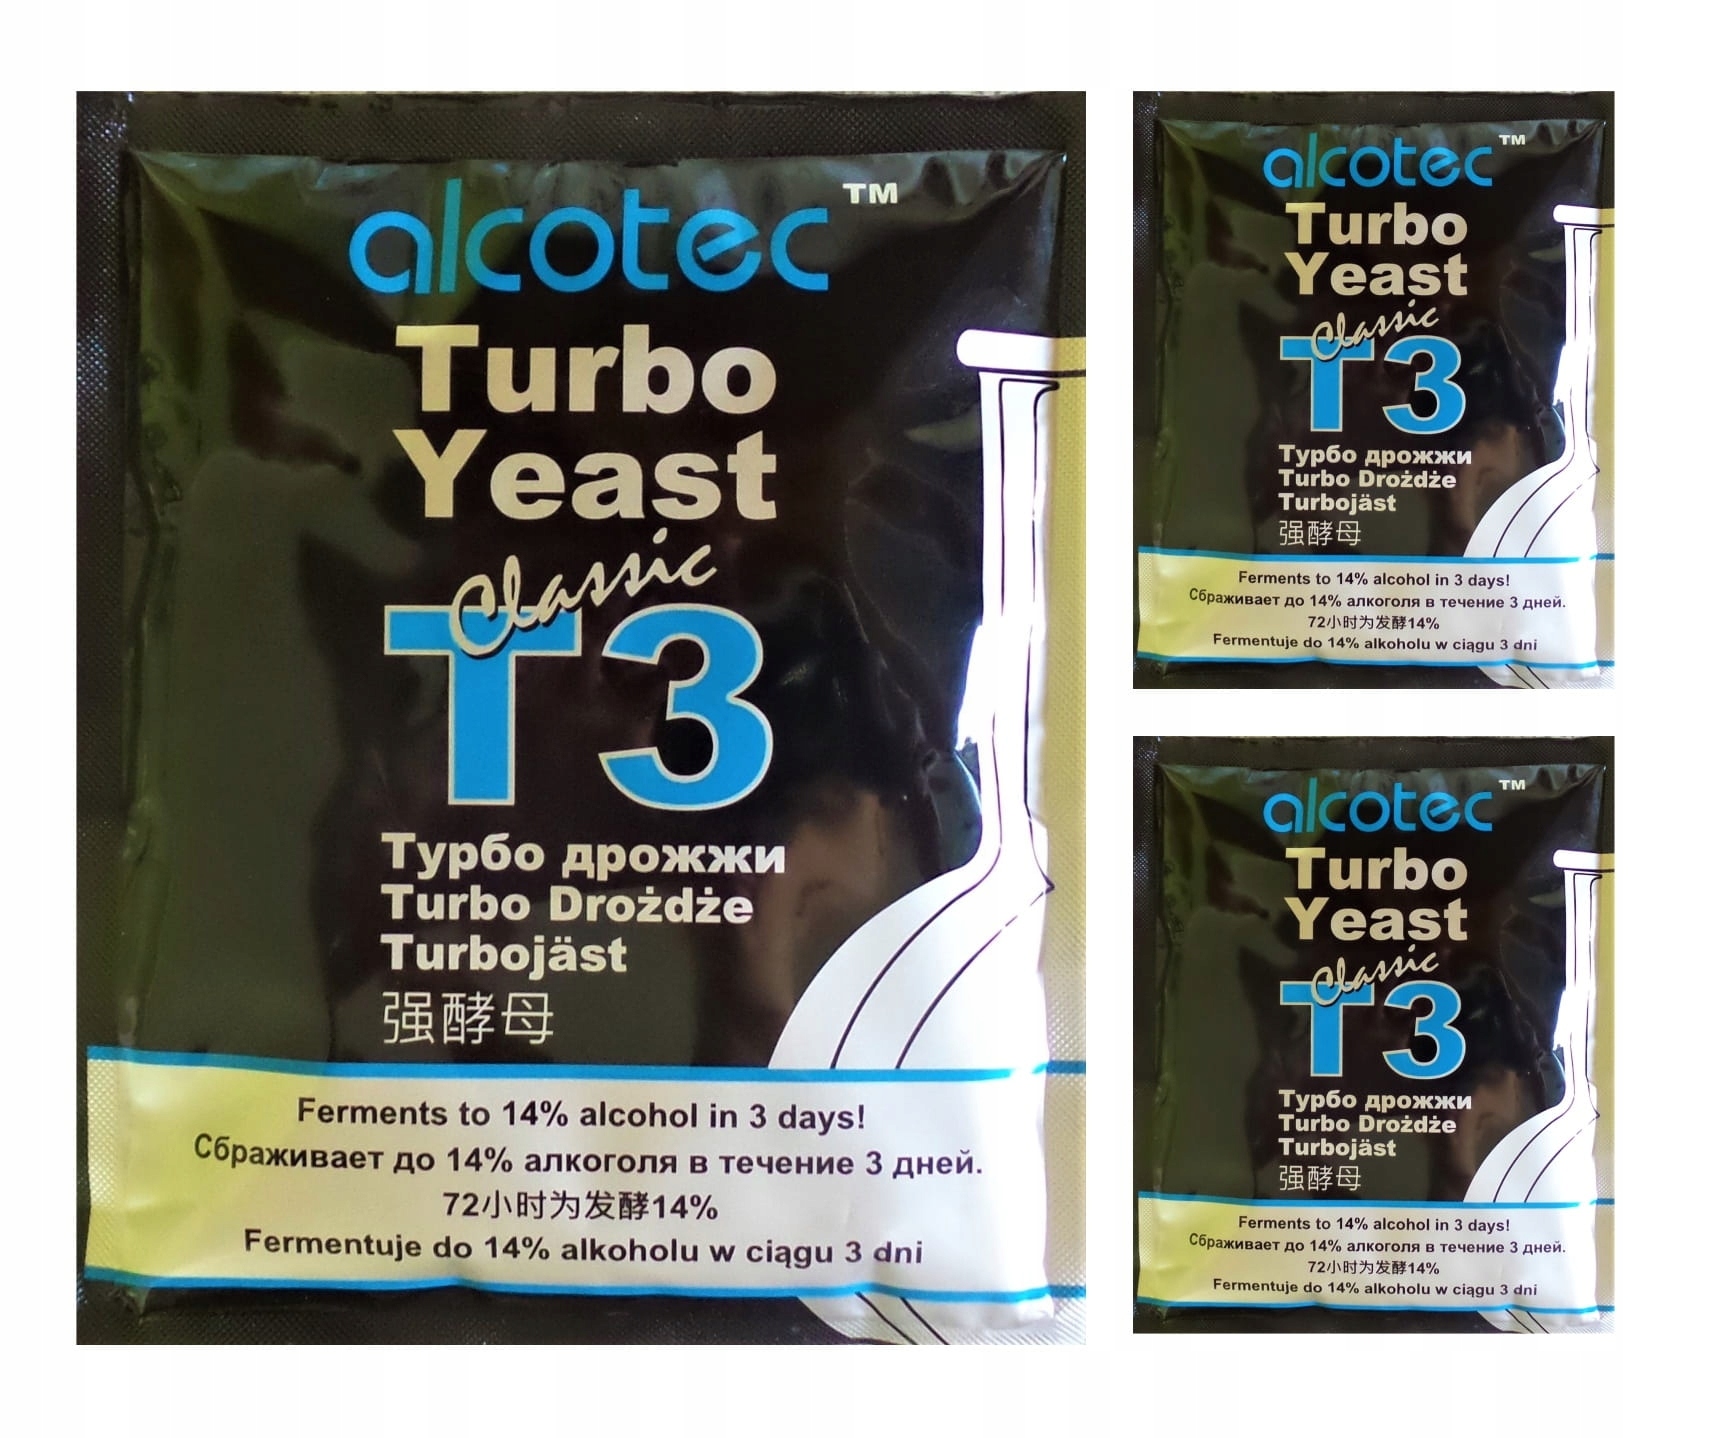 alcotec™
Turbo
Yeast
Classic
T3
Турбо дрожжи
Turbo Drożdże
Turbojäst
强酵母
Ferments to 14% alcohol in 3 days!
Сбраживает до 14% алкоголя в течение 3 дней.
72小时为发酵14%
Fermentuje do 14% alkoholu w ciągu 3 dni
alcotec™
Turbo
Yeast
Classic
T3
Турбо дрожжи
Turbo Drożdże
Turbojäst
强酵母
Ferments to 14% alcohol in 3 days!
Сбраживает до 14% алкоголя в течение 3 дней.
72小时为发酵14%
Fermentuje do 14% alkoholu w ciągu 3 dni
alcotec™
Turbo
Yeast
Classic
T3
Турбо дрожжи
Turbo Drożdże
Turbojäst
强酵母
Ferments to 14% alcohol in 3 days!
Сбраживает до 14% алкоголя в течение 3 дней.
72小时为发酵14%
Fermentuje do 14% alkoholu w ciągu 3 dni